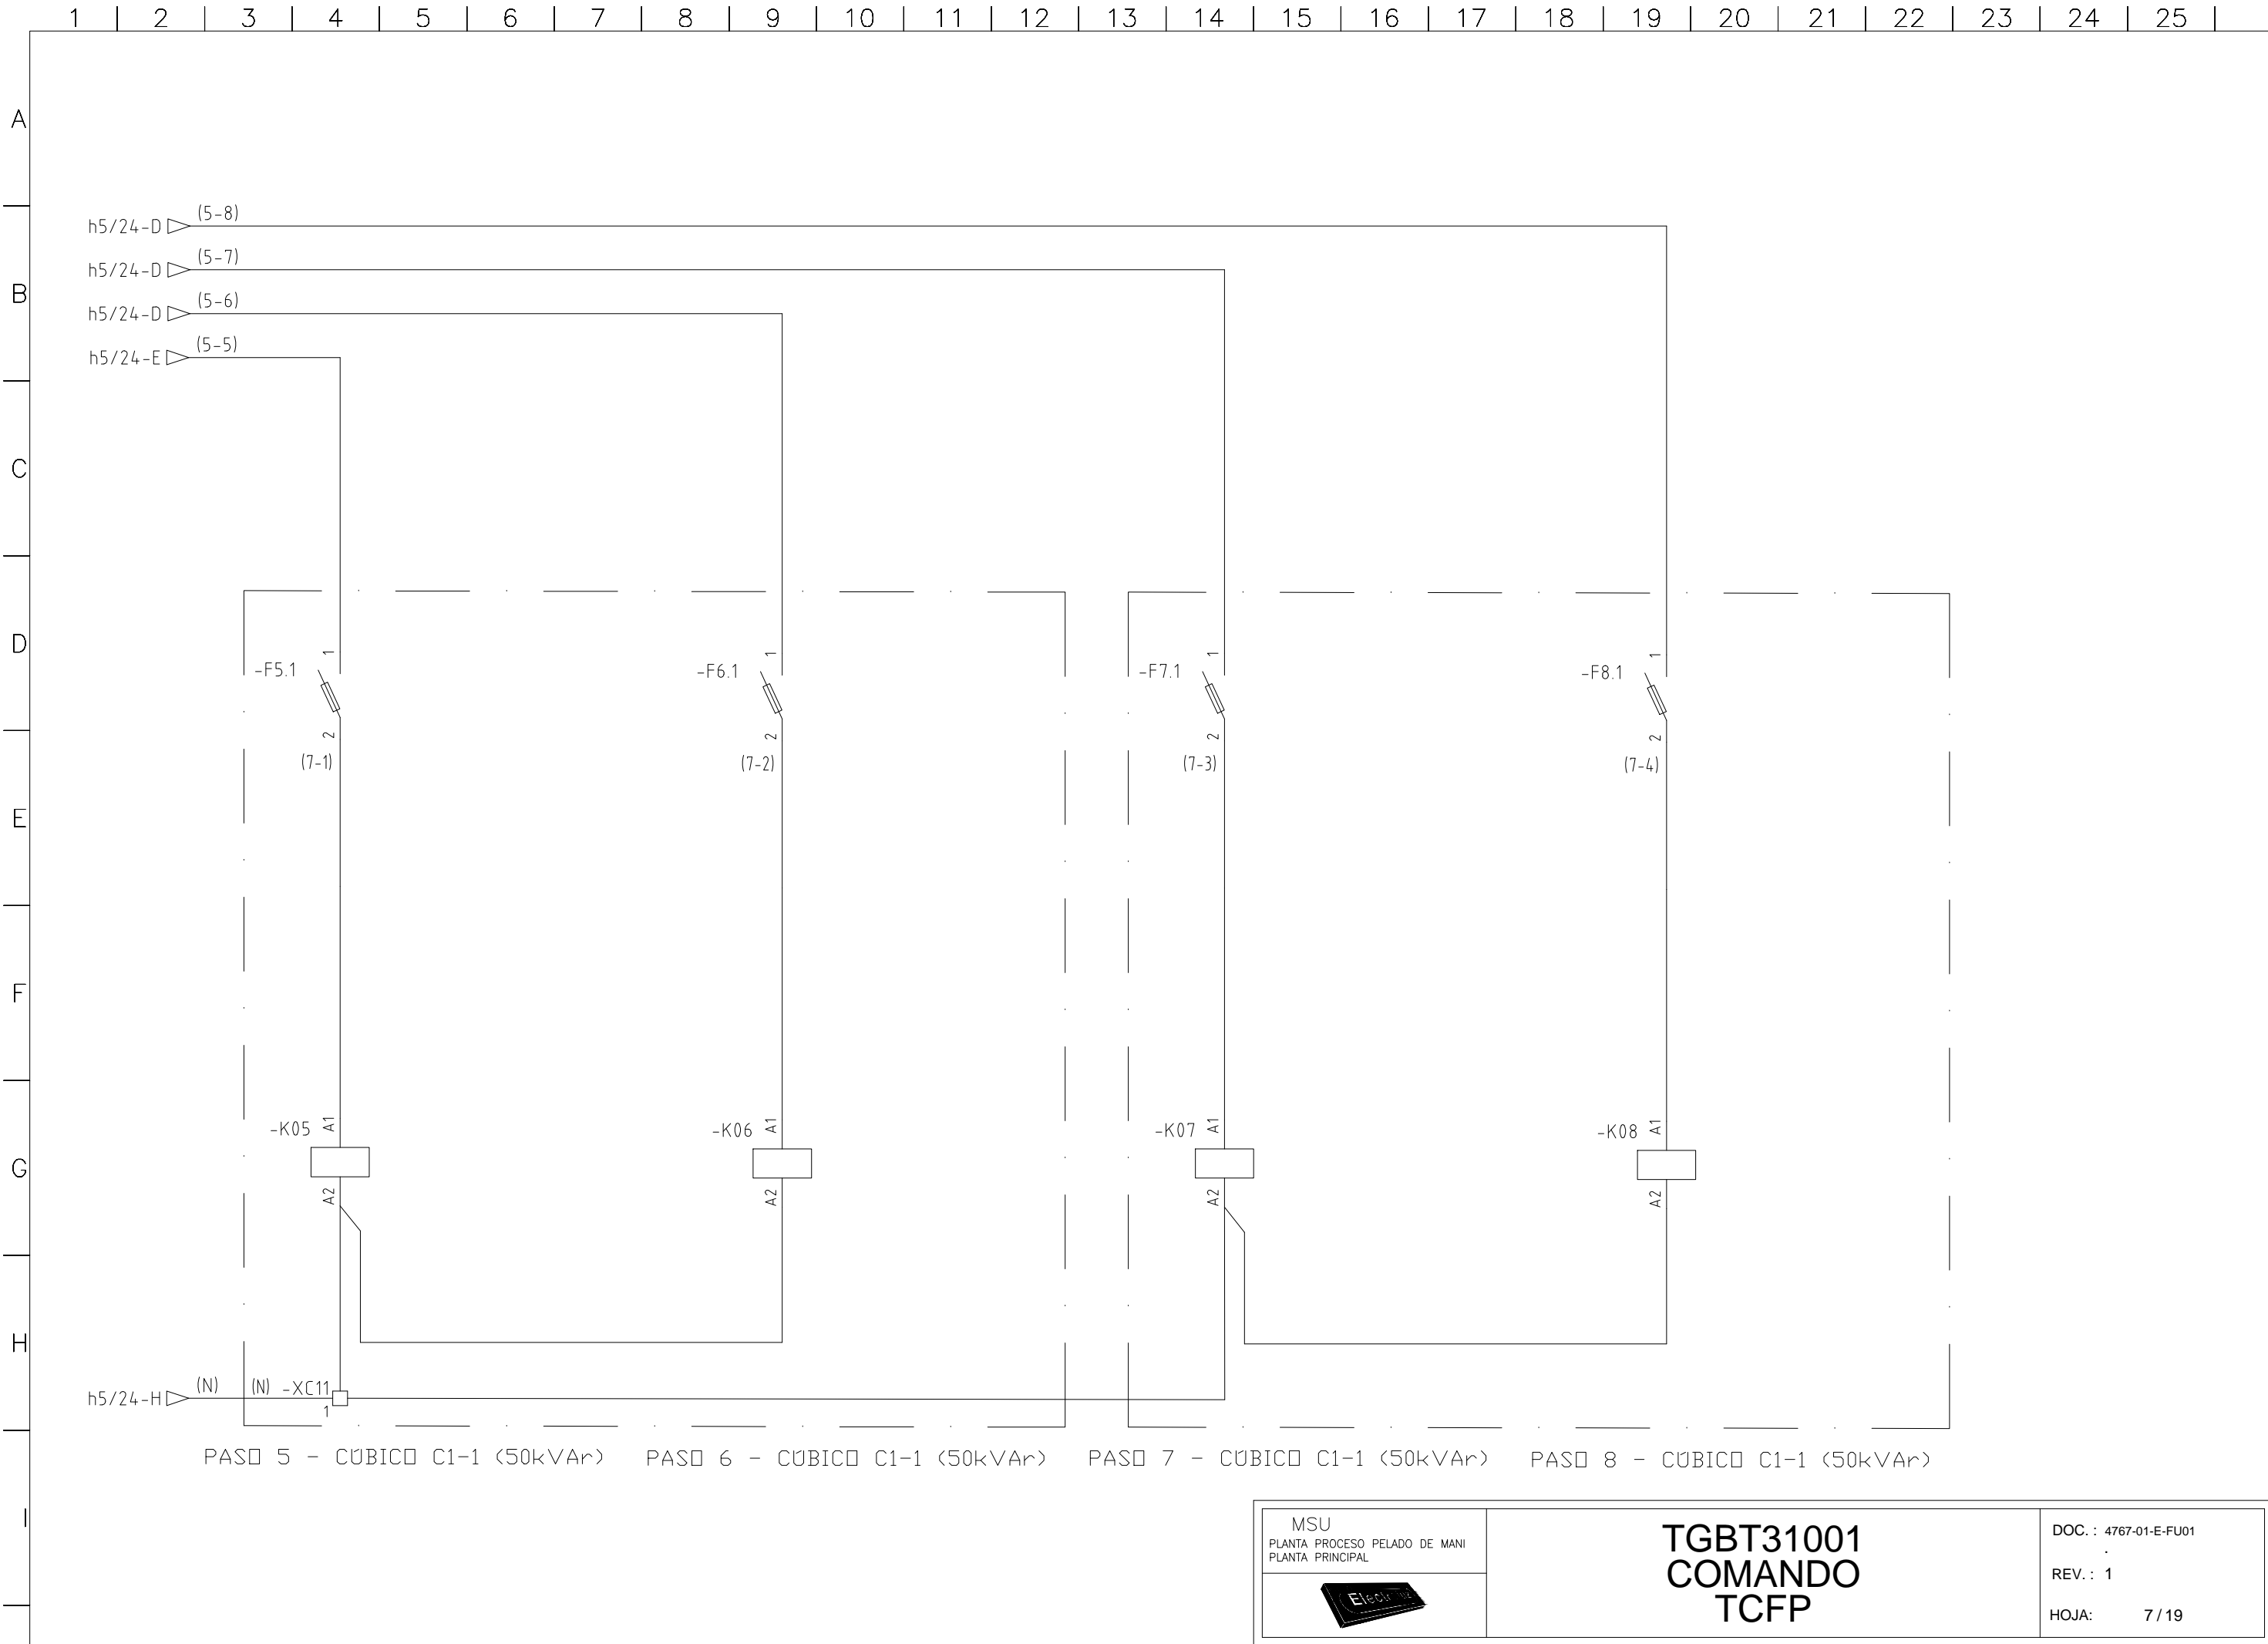 1 2 3 4 5 6 7 8 9 10 11 12 13 14 15 16 17 18 19 20 21 22 23 24 25
A
h5/24-D (5-8)
h5/24-D (5-7)
B
h5/24-D (5-6)
h5/24-E (5-5)
C
D
1 1 1 1
-F5.1 -F6.1 -F7.1 -F8.1
2 2 2 2
(7-1) (7-2) (7-3) (7-4)
E
F
-K05 A1 -K06 A1 -K07 A1 -K08 A1
G
A2 A2 A2 A2
H
h5/24-H (N) (N) -XC11
1
PASO 5 - CÚBICO C1-1 (50kVAr) PASO 6 - CÚBICO C1-1 (50kVAr) PASO 7 - CÚBICO C1-1 (50kVAr) PASO 8 - CÚBICO C1-1 (50kVAr)
I
MSU
PLANTA PROCESO PELADO DE MANI
PLANTA PRINCIPAL
TGBT31001
COMANDO
TCFP
DOC. : 4767-01-E-FU01
.
REV. : 1
HOJA: 7 / 19